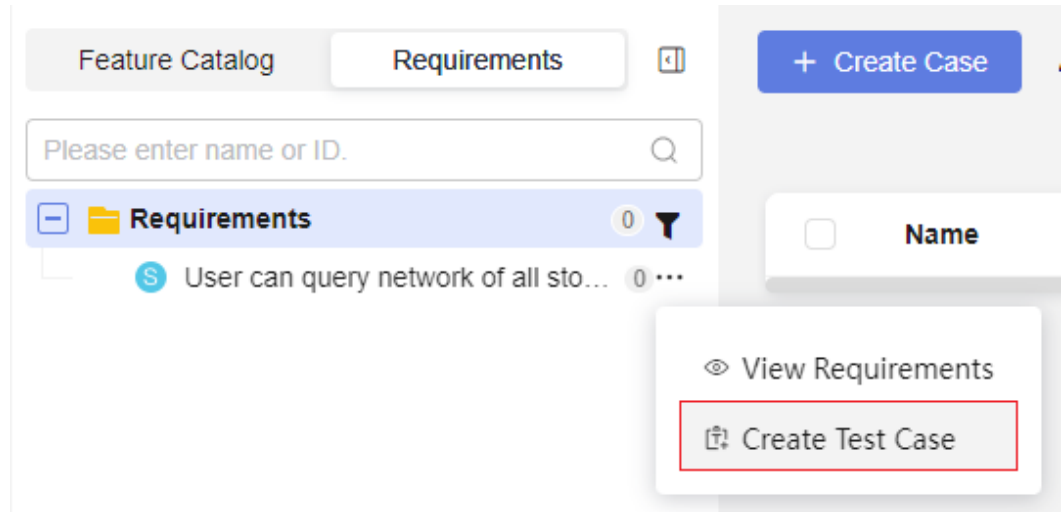 Feature Catalog
Requirements
+ Create Case
Please enter name or ID.
Requirements
0
Name
S
User can query network of all sto...
0
View Requirements
Create Test Case